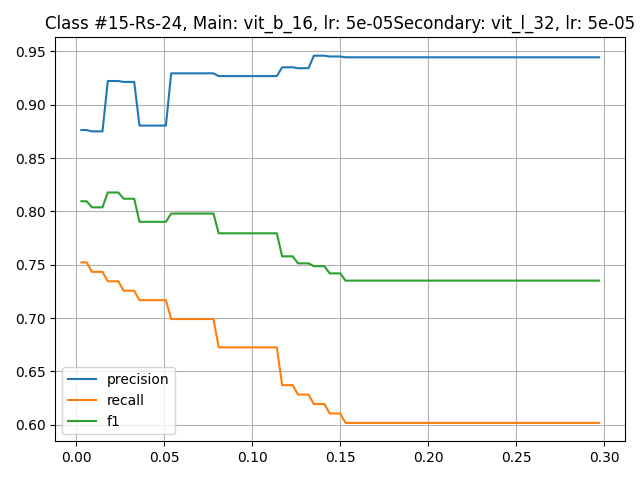 Class #15-Rs-24, Main: vit_b_16, lr: 5e-05Secondary: vit_l_32, lr: 5e-05
0.95
0.90
0.85
0.80
0.75
0.70
0.65
0.60
precision
recall
f1
0.00 0.05 0.10 0.15 0.20 0.25 0.30